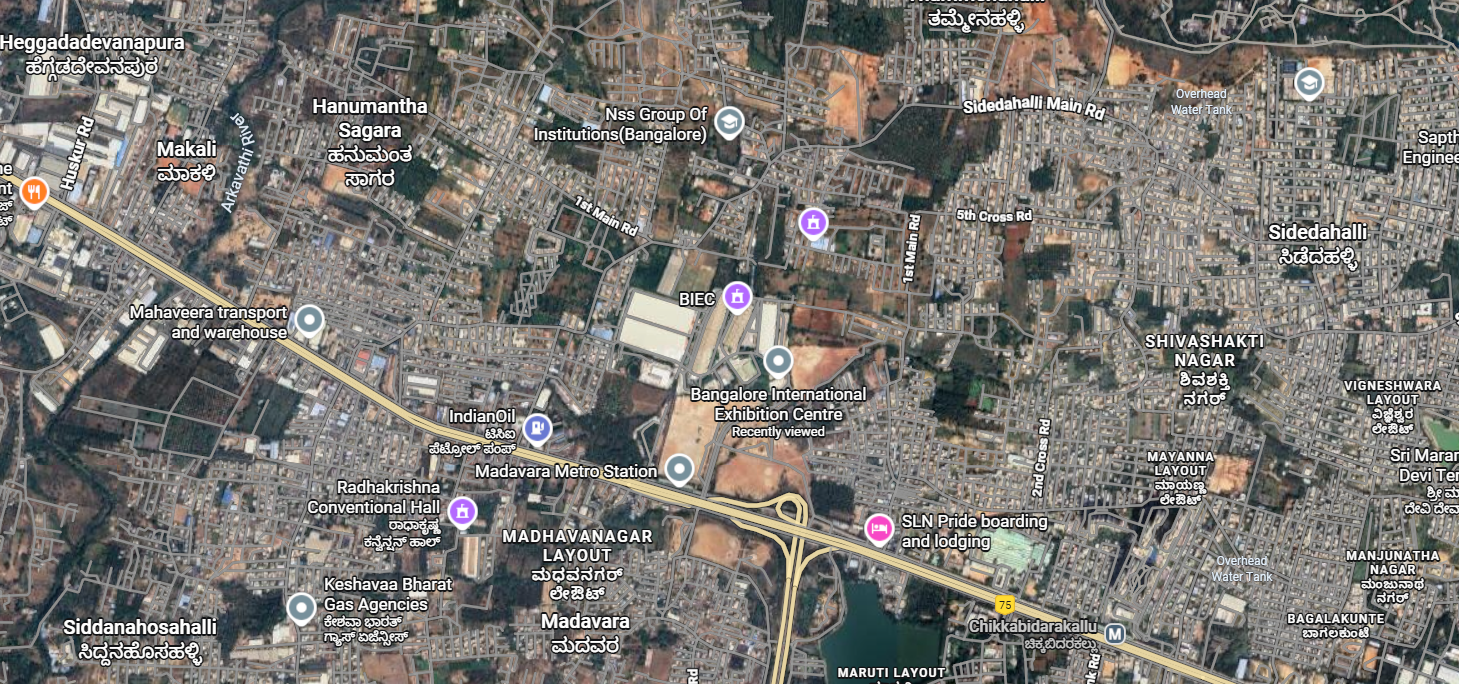 ತಮ್ಮೇನಹಳ್ಳಿ
Heggadadevanapura
ಹೆಗ್ಗಡದೇವನಪುರ
Huskur Rd
Makali
ಮಾಕಳಿ
Arkavathi River
Hanumantha
Sagara
ಹನುಮಂತ
ಸಾಗರ
Nss Group Of
Institutions(Bangalore)
Sidedahalli Main Rd
Overhead
Water Tank
1st Main Rd
1st Main Rd
5th Cross Rd
Sidedahalli
ಸಿಡೆದಹಳ್ಳಿ
BIEC
Mahaveera transport
and warehouse
Bangalore International
Exhibition Centre
Recently viewed
SHIVASHAKTI
NAGAR
ಶಿವಶಕ್ತಿ
ನಗರ್
VIGNESHWARA
LAYOUT
ವಿಘ್ನೇಶ್ವರ
ಲೇಔಟ್
IndianOil
ಟಿಸಿಐ
ಪೆಟ್ರೋಲ್ ಪಂಪ್
Madavara Metro Station
2nd Cross Rd
MAYANNA
LAYOUT
ಮಾಯಣ್ಣ
ಲೇಔಟ್
Radhakrishna
Conventional Hall
ರಾಧಾಕೃಷ್ಣ
ಕನ್ವೆನ್ಷನ್ ಹಾಲ್
MADHAVANAGAR
LAYOUT
ಮಧವನಗರ್
ಲೇಔಟ್
SLN Pride boarding
and lodging
Overhead
Water Tank
MANJUNATHA
NAGAR
ಮಂಜುನಾಥ
ನಗರ್
Keshavaa Bharat
Gas Agencies
ಕೇಶವಾ ಭಾರತ್
ಗ್ಯಾಸ್ ಏಜೆನ್ಸೀಸ್
75
Chikkabidarakallu
ಚಿಕ್ಕಬಿದರಕಲ್ಲು
M
BAGALAKUNTE
ಬಾಗಲಕುಂಟೆ
Siddanahosahalli
ಸಿದ್ದನಹೊಸಹಳ್ಳಿ
Madavara
ಮದವರ
MARUTI LAYOUT